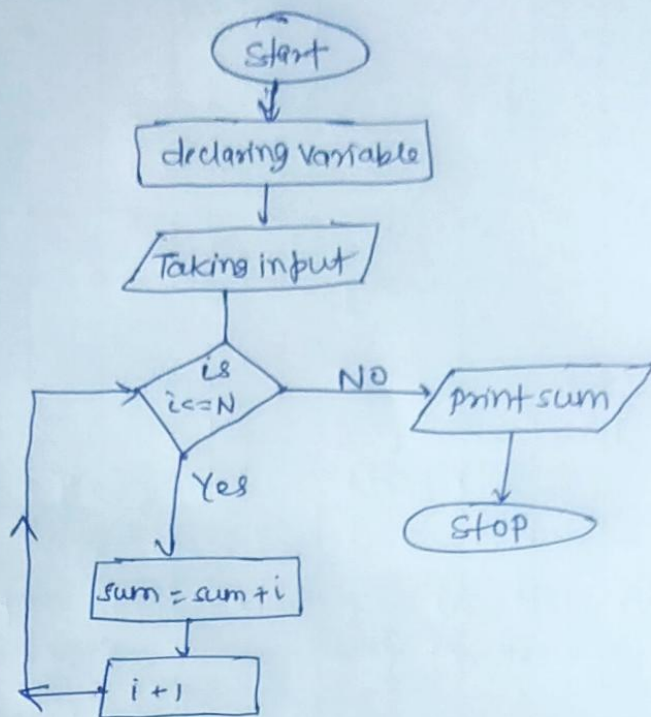 Start
declaring variable
Taking input
is
i<=N
NO
print sum
Stop
Yes
sum = sum + i
i + 1